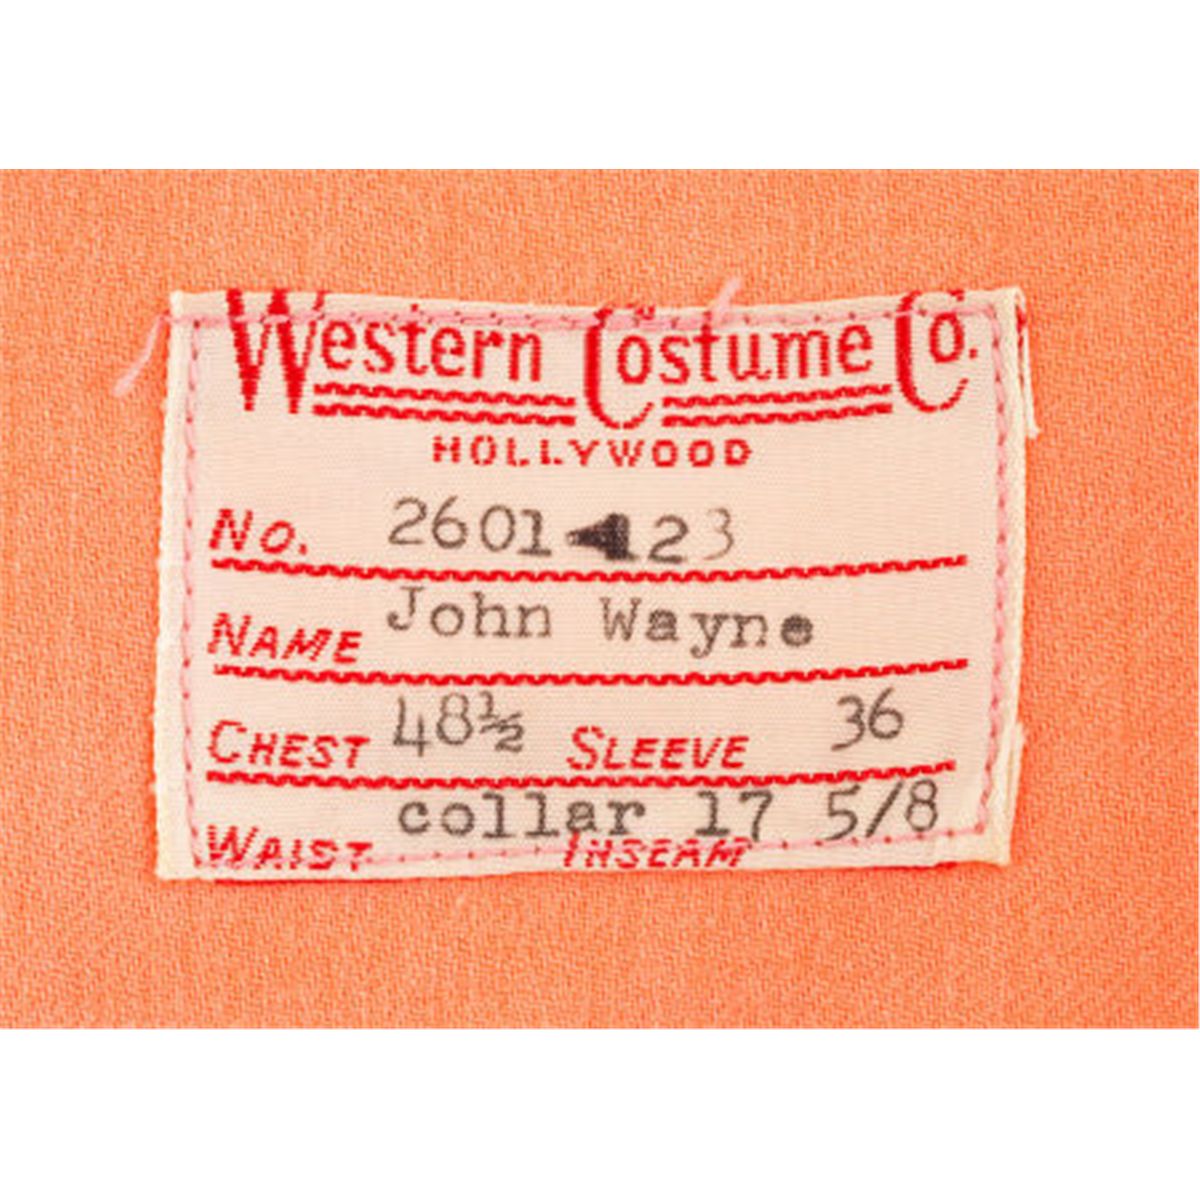 Western Costume Co.
HOLLYWOOD
No. 2601-123
NAME John Wayne
CHEST 48½ SLEEVE 36
collar 17 5/8
WAIST INSEAM